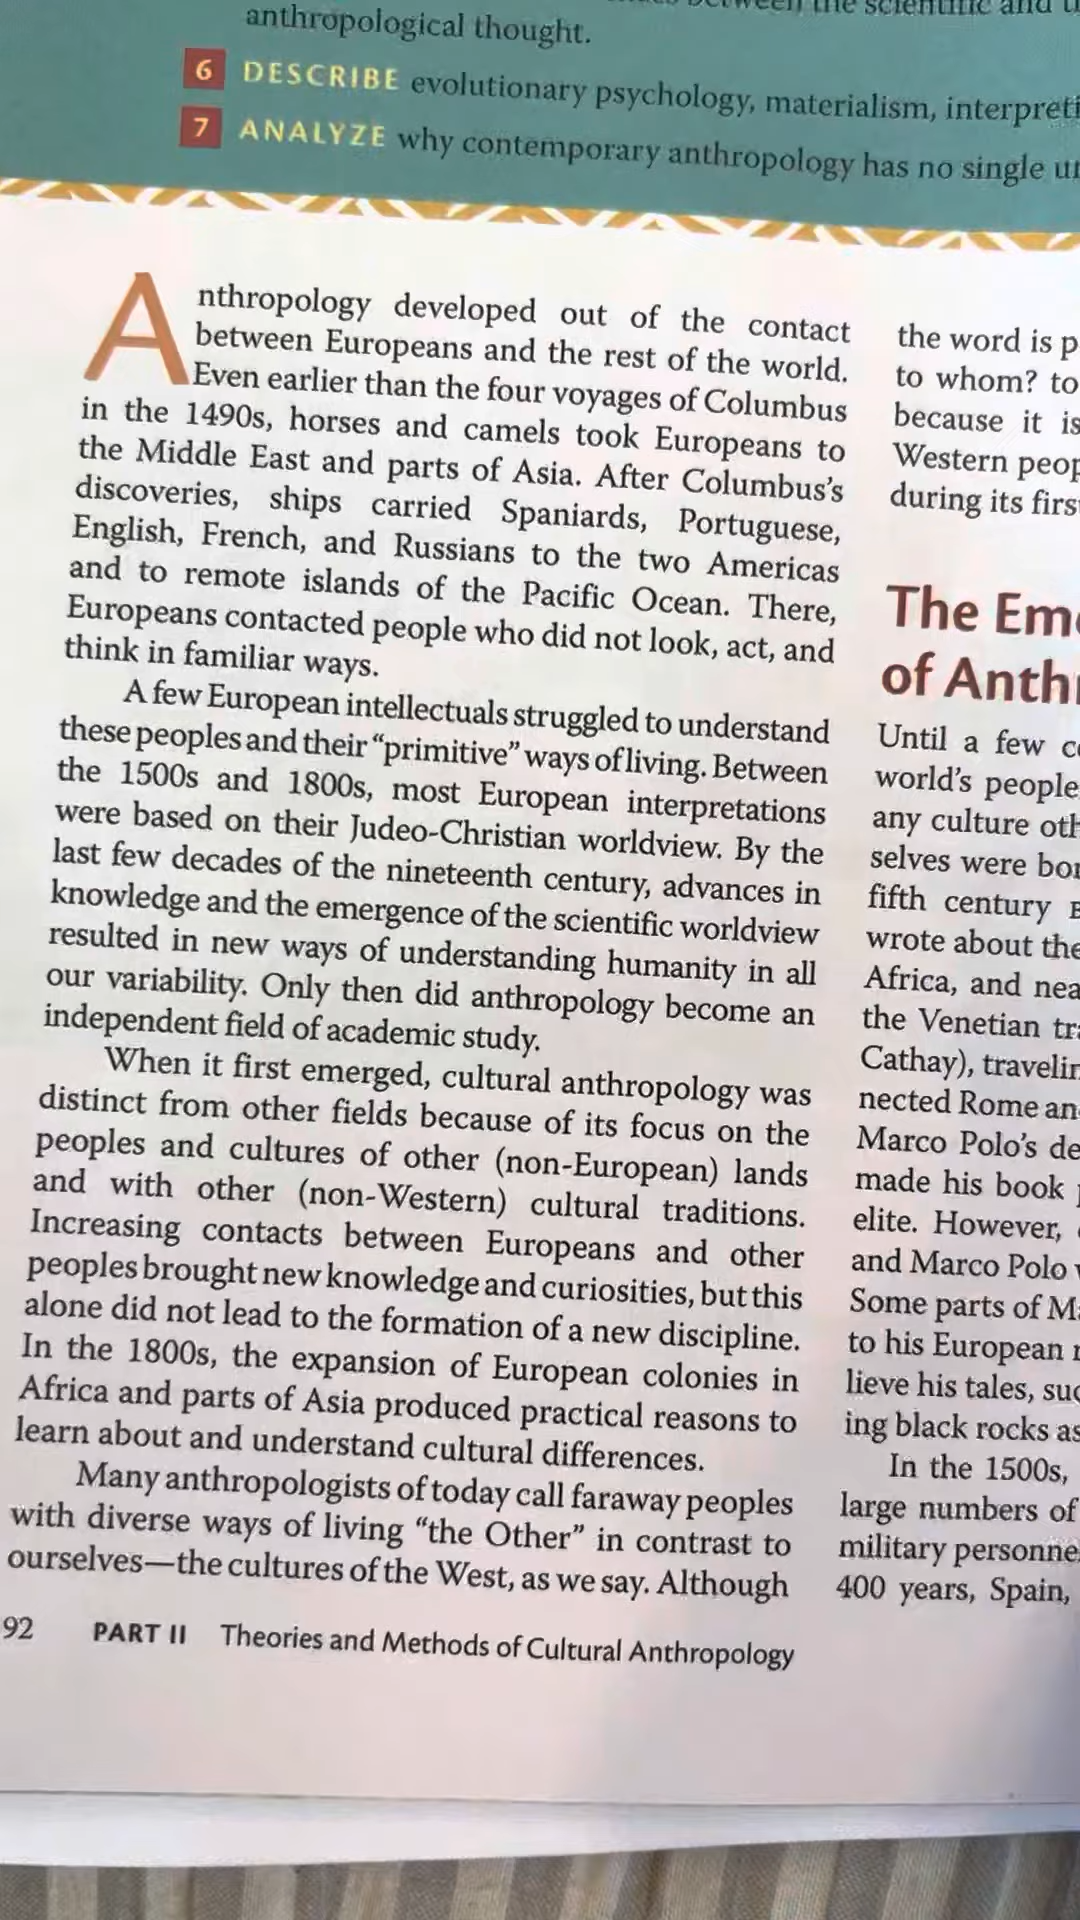 between the scientific and
anthropological thought.
6 DESCRIBE evolutionary psychology, materialism,
7 ANALYZE why contemporary anthropology has no single
Anthropology developed out of the contact
between Europeans and the rest of the world.
Even earlier than the four voyages of Columbus
in the 1490s, horses and camels took Europeans to
the Middle East and parts of Asia. After Columbus's
discoveries, ships carried Spaniards, Portuguese,
English, French, and Russians to the two Americas
and to remote islands of the Pacific Ocean. There,
Europeans contacted people who did not look, act, and
think in familiar ways.
A few European intellectuals struggled to understand
these peoples and their “primitive” ways of living. Between
the 1500s and 1800s, most European interpretations
were based on their Judeo-Christian worldview. By the
last few decades of the nineteenth century, advances in
knowledge and the emergence of the scientific worldview
resulted in new ways of understanding humanity in all
our variability. Only then did anthropology become an
independent field of academic study.
When it first emerged, cultural anthropology was
distinct from other fields because of its focus on the
peoples and cultures of other (non-European) lands
and with other (non-Western) cultural traditions.
Increasing contacts between Europeans and other
peoples brought new knowledge and curiosities, but this
alone did not lead to the formation of a new discipline.
In the 1800s, the expansion of European colonies in
Africa and parts of Asia produced practical reasons to
learn about and understand cultural differences.
Many anthropologists of today call faraway peoples
with diverse ways of living “the Other” in contrast to
ourselves—the cultures of the West, as we say. Although
the word is
to whom? to
because it is
Western
during its
The
of
Until a few
world's people
any culture
selves were
fifth century
wrote about the
Africa, and
the Venetian
Cathay),
nected Rome
Marco Polo's
made his book
elite. However,
and Marco Polo
Some parts of
to his European
lieve his tales,
ing black rocks as
In the 1500s,
large numbers of
military
400 years, Spain,
92 PART II Theories and Methods of Cultural Anthropology